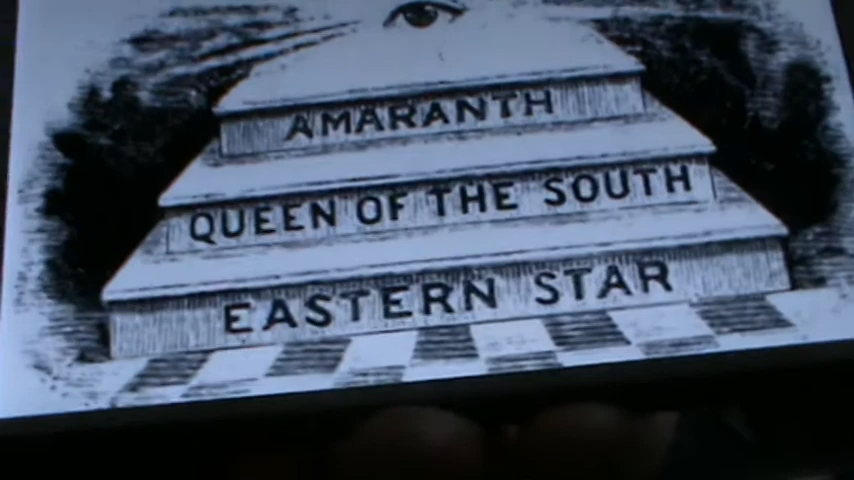 AMARANTH
QUEEN OF THE SOUTH
EASTERN STAR